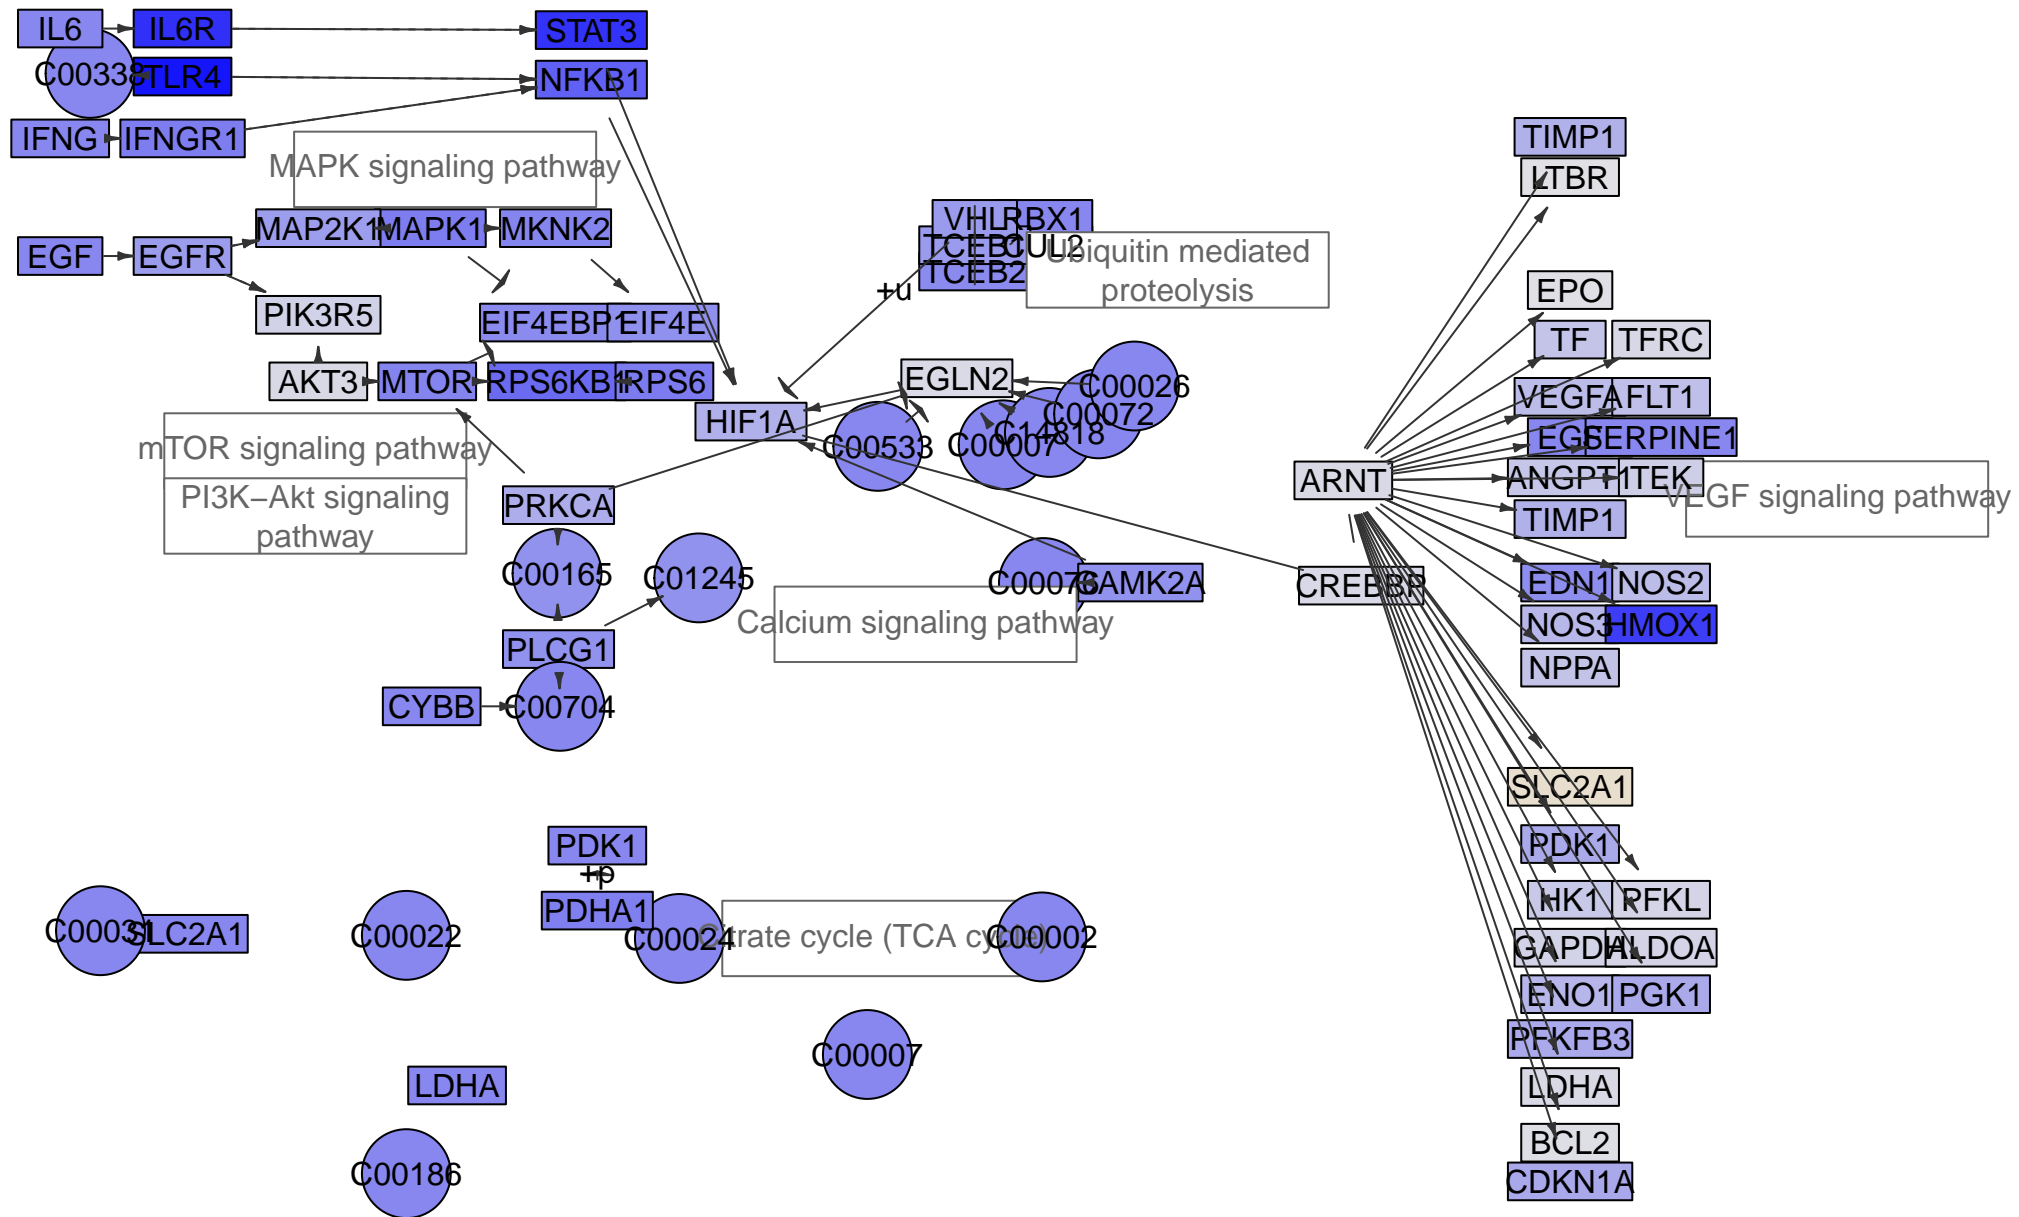 IL6
IL6R
STAT3
C00338
TLR4
NFKB1
IFNG
IFNGR1
TIMP1
MAPK signaling pathway
LTBR
VHL
RBX1
MAP2K1
MAPK1
MKNK2
TCEB1
CUL2
EGF
EGFR
Ubiquitin mediated
proteolysis
TCEB2
+u
EPO
PIK3R5
EIF4EBP1
EIF4E
TF
TFRC
AKT3
MTOR
RPS6KB1
RPS6
EGLN2
C00026
VEGFA
FLT1
HIF1A
C00072
C14818
C00007
C00533
EGF
SERPINE1
mTOR signaling pathway
PI3K–Akt signaling
pathway
ARNT
ANGPT1
TEK
VEGF signaling pathway
PRKCA
TIMP1
C00165
C01245
C00076
CAMK2A
CREBBP
EDN1
NOS2
Calcium signaling pathway
NOS3
HMOX1
PLCG1
NPPA
CYBB
C00704
SLC2A1
PDK1
PDK1
+p
HK1
PFKL
PDHA1
C00031
SLC2A1
C00022
C00024
Citrate cycle (TCA cycle)
C00002
GAPDH
ALDOA
ENO1
PGK1
PFKFB3
C00007
LDHA
LDHA
BCL2
C00186
CDKN1A